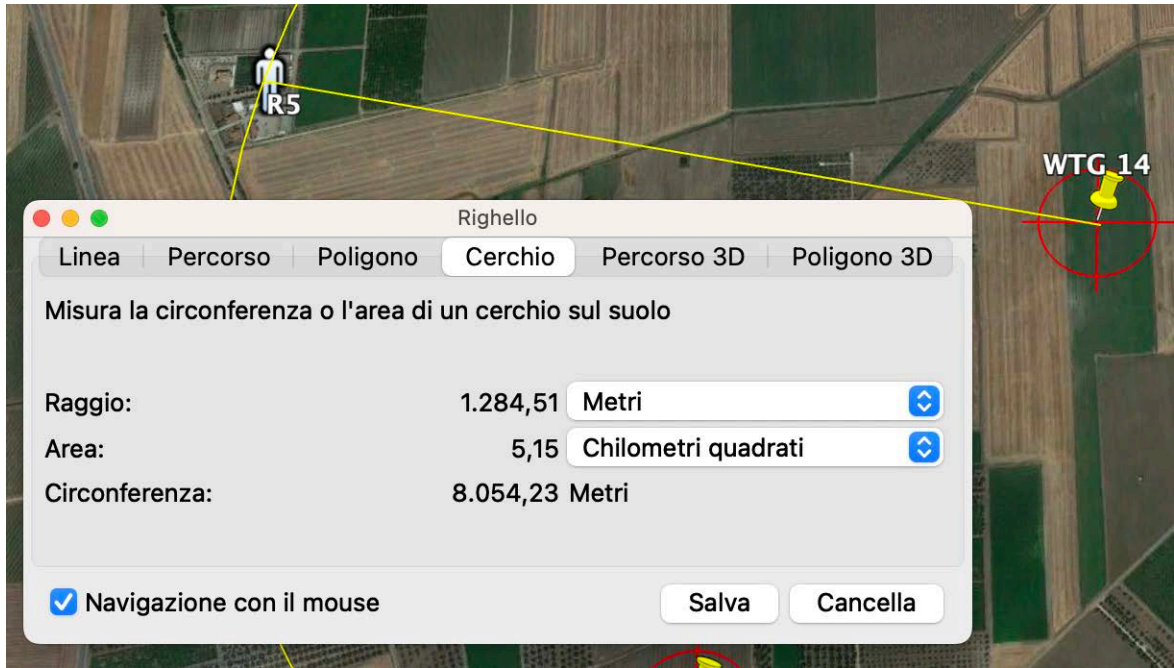 R5
WTG 14
Righello
Linea Percorso Poligono Cerchio Percorso 3D Poligono 3D
Misura la circonferenza o l'area di un cerchio sul suolo
Raggio: 1.284,51 Metri
Area: 5,15 Chilometri quadrati
Circonferenza: 8.054,23 Metri
Navigazione con il mouse Salva Cancella